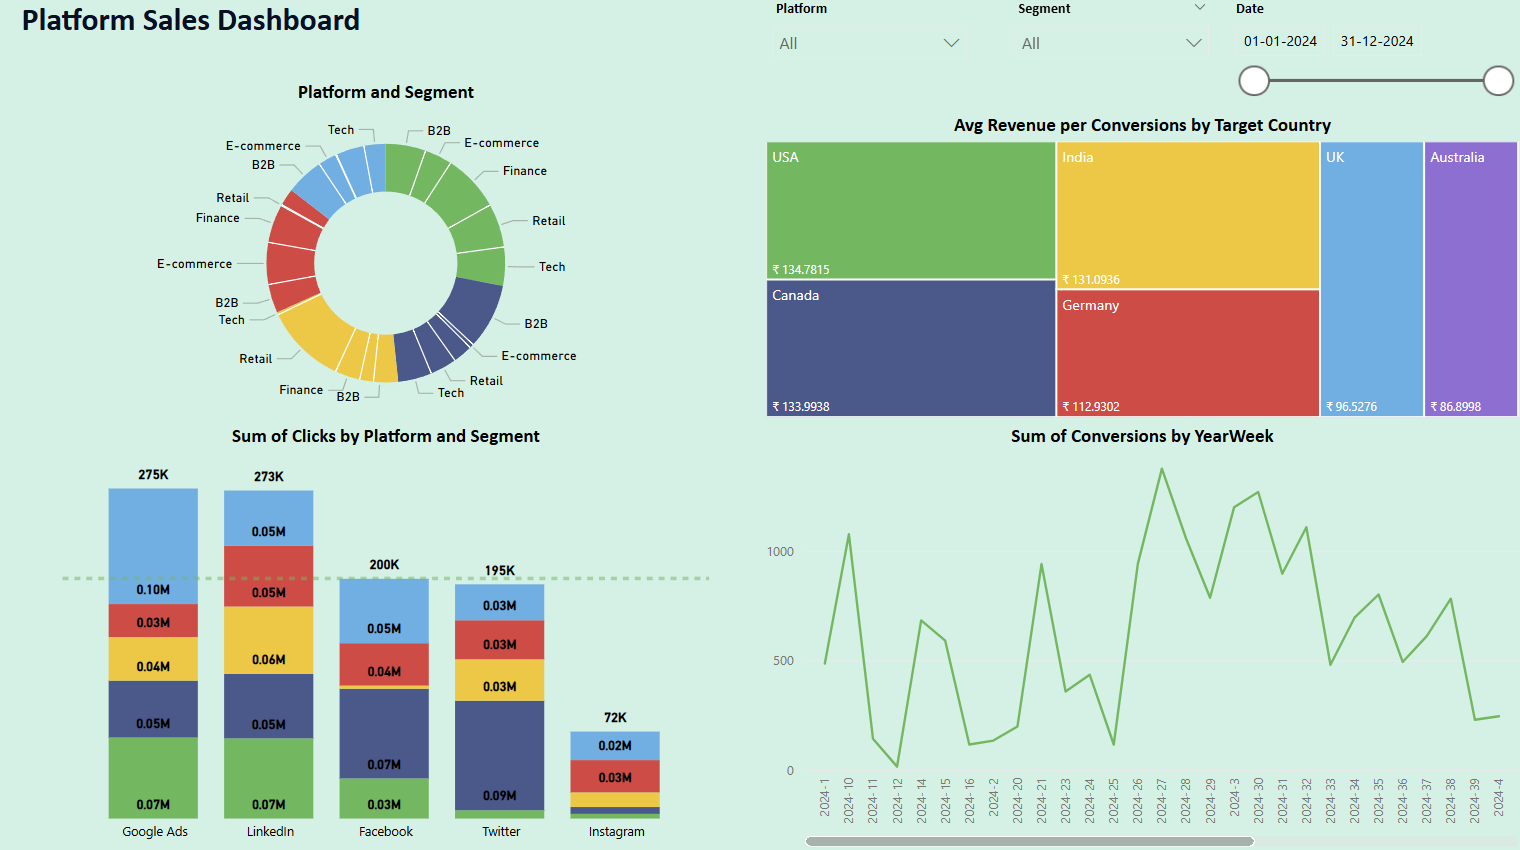 Platform Sales Dashboard
Platform
Segment
Date
All
All
01-01-2024
31-12-2024
Platform and Segment
Tech
B2B
E-commerce
E-commerce
B2B
Finance
Retail
Finance
Retail
E-commerce
Tech
B2B
Tech
B2B
E-commerce
Retail
Retail
Finance
B2B
Tech
Avg Revenue per Conversions by Target Country
USA
₹ 134.7815
India
₹ 131.0936
UK
₹ 96.5276
Australia
₹ 86.8998
Canada
₹ 133.9938
Germany
₹ 112.9302
Sum of Clicks by Platform and Segment
275K
0.10M
0.03M
0.04M
0.05M
0.07M
Google Ads
273K
0.05M
0.05M
0.06M
0.05M
0.07M
LinkedIn
200K
0.05M
0.04M
0.07M
0.03M
Facebook
195K
0.03M
0.03M
0.03M
0.09M
Twitter
72K
0.02M
0.03M
Instagram
Sum of Conversions by YearWeek
1000
500
0
2024-1
2024-10
2024-11
2024-12
2024-14
2024-15
2024-16
2024-2
2024-20
2024-21
2024-23
2024-24
2024-25
2024-26
2024-27
2024-28
2024-29
2024-3
2024-30
2024-31
2024-32
2024-33
2024-34
2024-35
2024-36
2024-37
2024-38
2024-39
2024-4